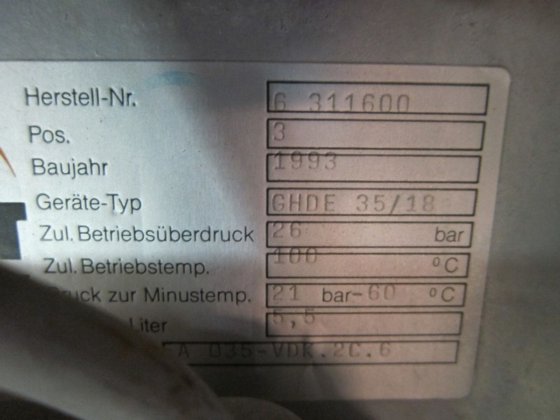 Herstell-Nr. 6 311600
Pos. 3
Baujahr 1993
Geräte-Typ GHDE 35/18
Zul. Betriebsüberdruck 26 bar
Zul. Betriebstemp. 100 °C
zur Minustemp. 21 bar-60 °C
Liter 5,5
A 035-VDK.2C.6